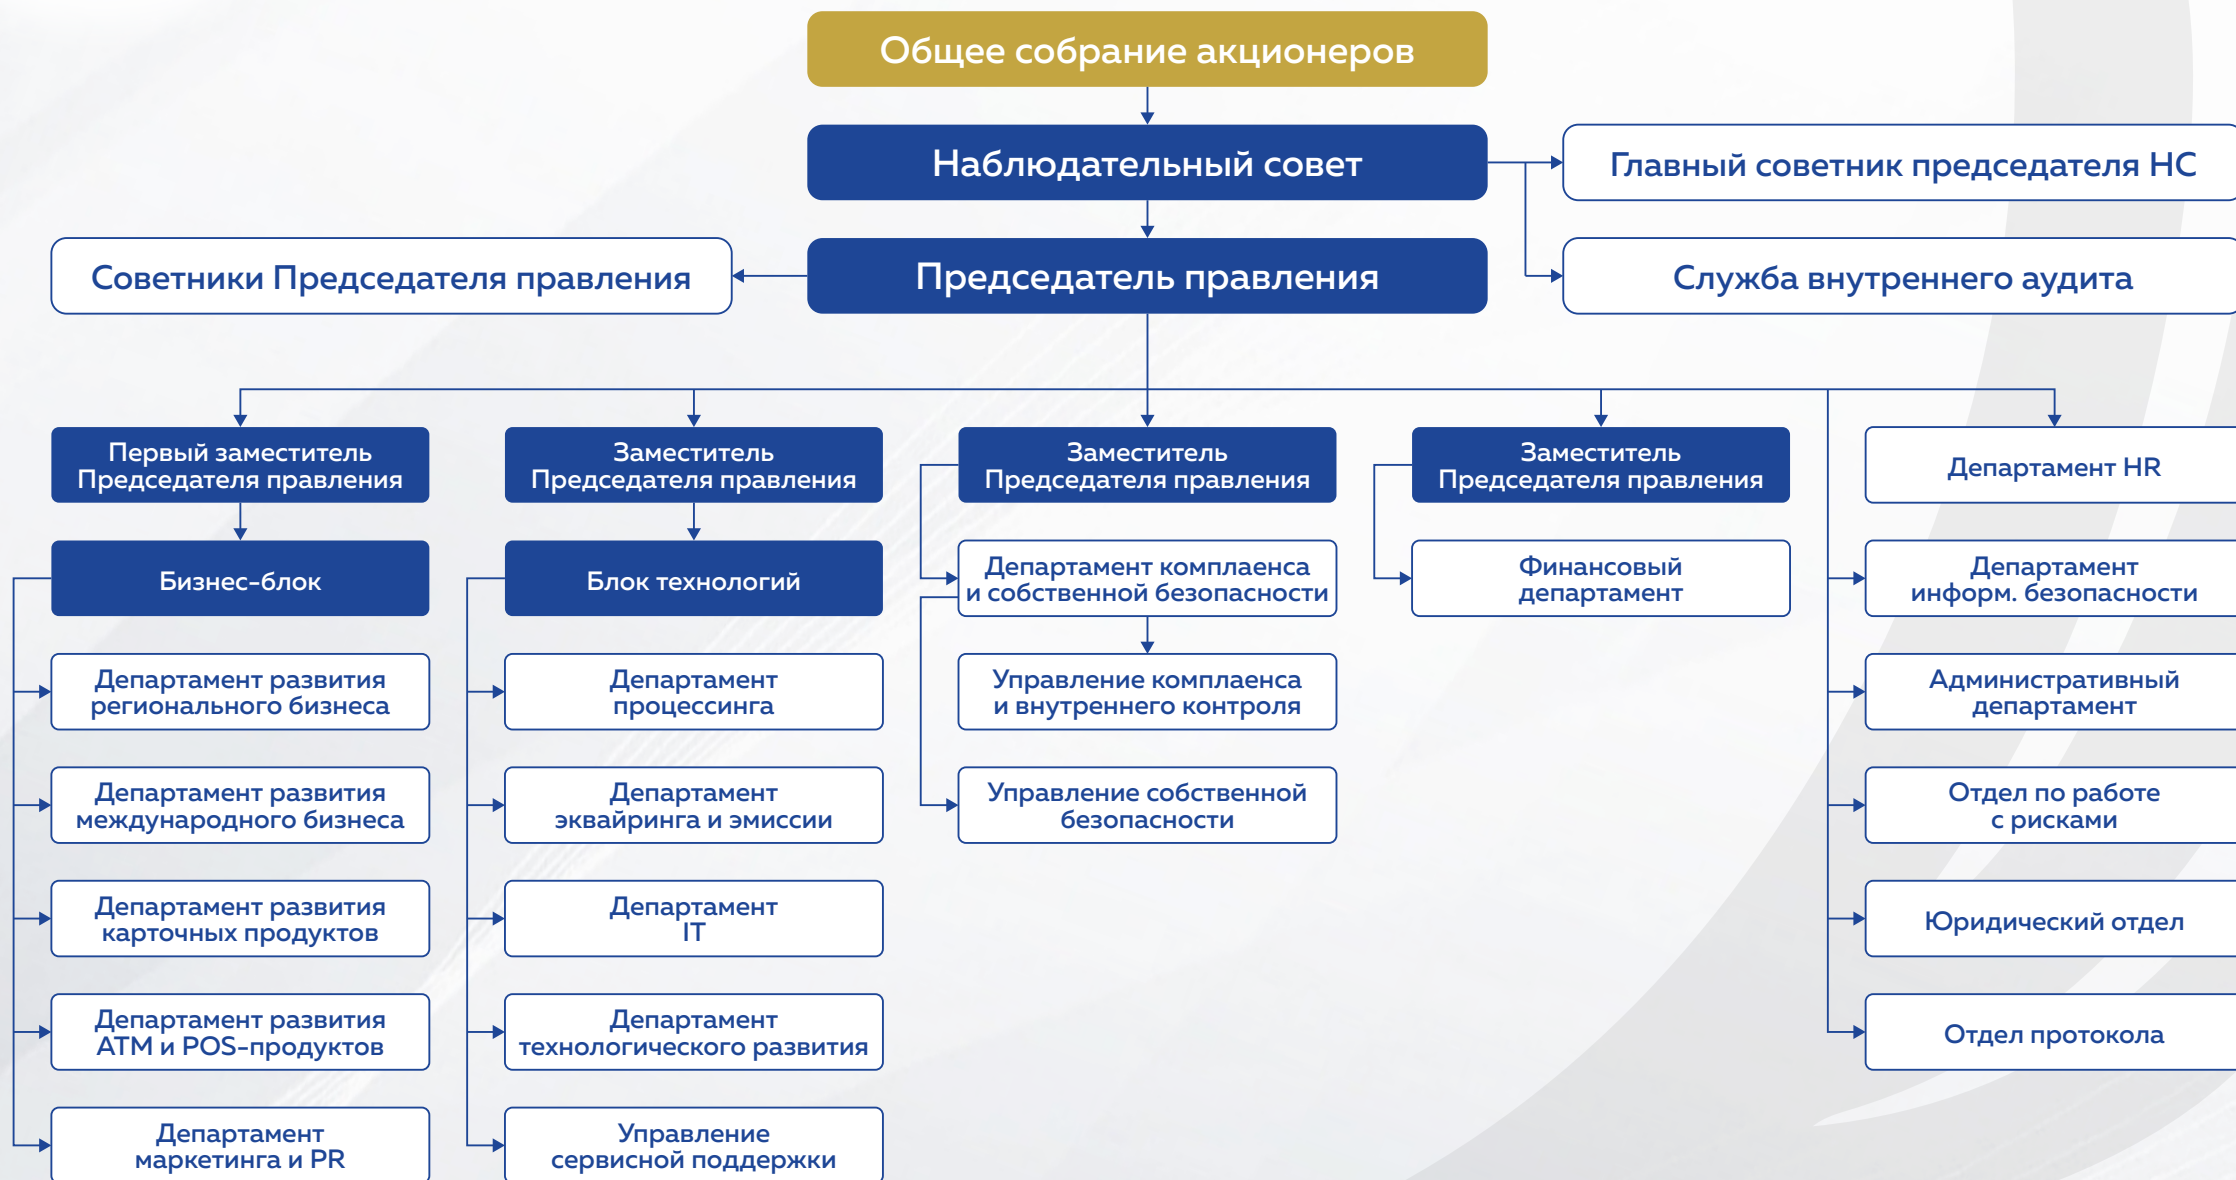 Общее собрание акционеров
Наблюдательный совет
Главный советник председателя НС
Советники Председателя правления
Председатель правления
Служба внутреннего аудита
Первый заместитель
Председателя правления
Заместитель
Председателя правления
Заместитель
Председателя правления
Заместитель
Председателя правления
Департамент HR
Бизнес-блок
Блок технологий
Департамент комплаенса
и собственной безопасности
Финансовый
департамент
Департамент
информ. безопасности
Департамент развития
регионального бизнеса
Департамент
процессинга
Управление комплаенса
и внутреннего контроля
Административный
департамент
Департамент развития
международного бизнеса
Департамент
эквайринга и эмиссии
Управление собственной
безопасности
Отдел по работе
с рисками
Департамент развития
карточных продуктов
Департамент
IT
Юридический отдел
Департамент развития
ATM и POS-продуктов
Департамент
технологического развития
Отдел протокола
Департамент
маркетинга и PR
Управление
сервисной поддержки